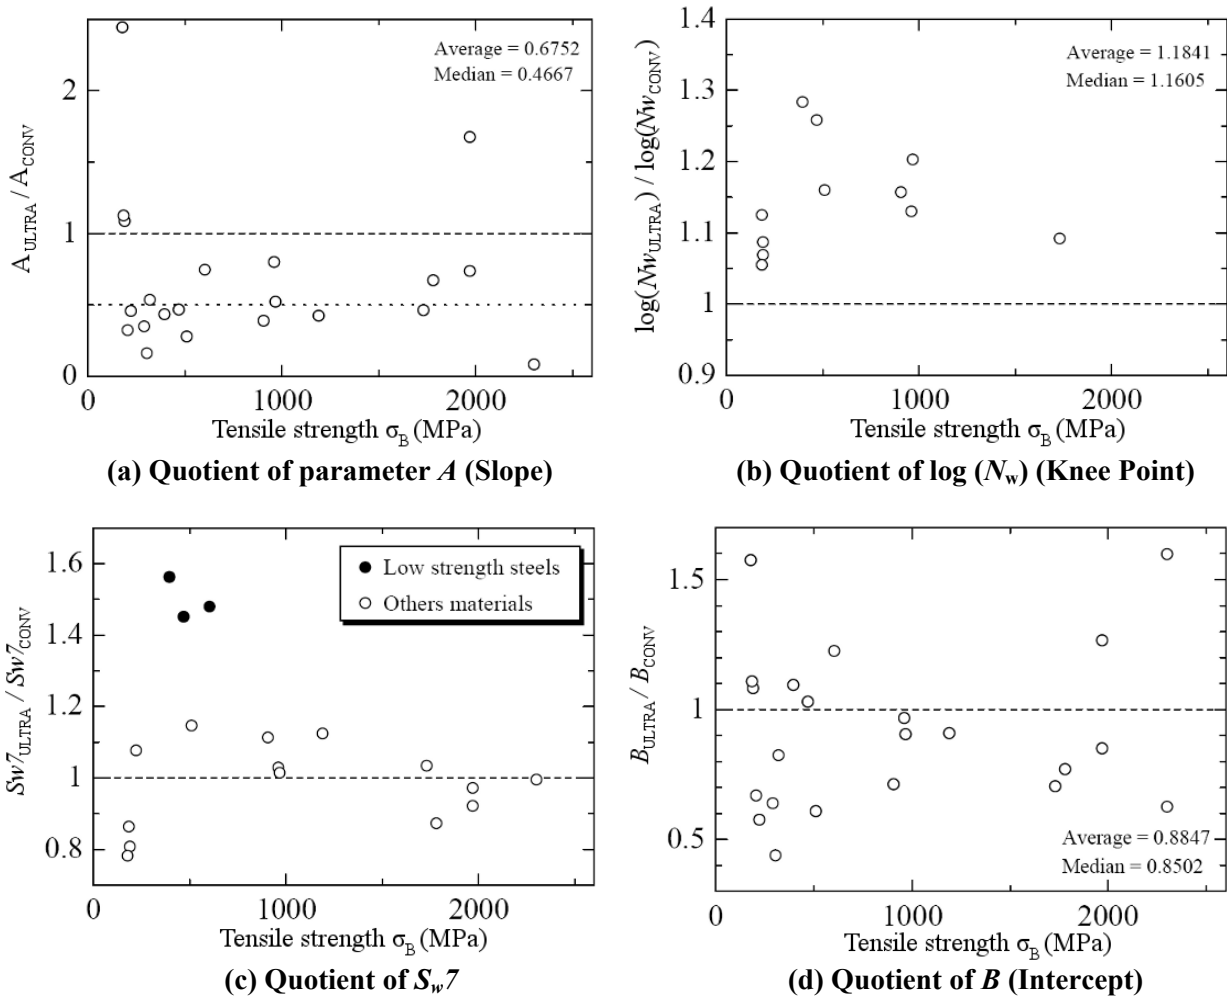 Average = 0.6752
Median = 0.4667
2
1
0
A_ULTRA / A_CONV
0 1000 2000
Tensile strength σ_B (MPa)
(a) Quotient of parameter A (Slope)
1.4
1.3
1.2
1.1
1
0.9
Average = 1.1841
Median = 1.1605
log(Nw_ULTRA) / log(Nw_CONV)
0 1000 2000
Tensile strength σ_B (MPa)
(b) Quotient of log (N_w) (Knee Point)
1.6
1.4
1.2
1
0.8
Low strength steels
Others materials
Sw7_ULTRA / Sw7_CONV
0 1000 2000
Tensile strength σ_B (MPa)
(c) Quotient of S_w7
1.5
1
0.5
B_ULTRA / B_CONV
Average = 0.8847
Median = 0.8502
0 1000 2000
Tensile strength σ_B (MPa)
(d) Quotient of B (Intercept)